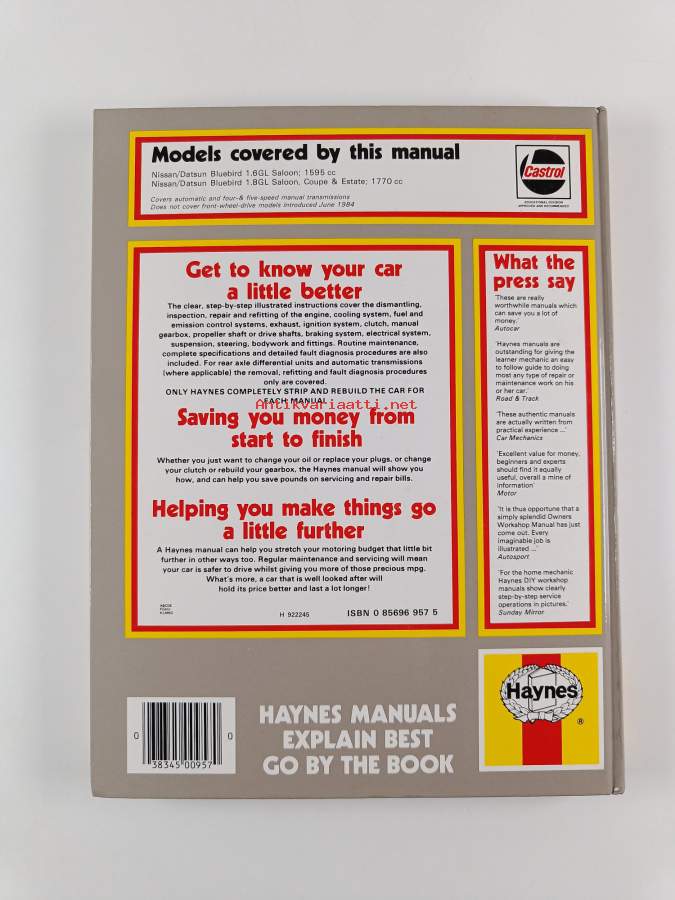 Models covered by this manual
Nissan/Datsun Bluebird 1.6GL Saloon; 1595 cc
Nissan/Datsun Bluebird 1.8GL Saloon, Coupe & Estate; 1770 cc
Covers automatic and four-& five-speed manual transmissions
Does not cover front-wheel-drive models introduced June 1984
Castrol
EDUCATIONAL DIVISION
APPROVED AND RECOMMENDED
Get to know your car
a little better
The clear, step-by-step illustrated instructions cover the dismantling,
inspection, repair and refitting of the engine, cooling system, fuel and
emission control systems, exhaust, ignition system, clutch, manual
gearbox, propeller shaft or drive shafts, braking system, electrical system,
suspension, steering, bodywork and fittings. Routine maintenance,
complete specifications and detailed fault diagnosis procedures are also
included. For rear axle differential units and automatic transmissions
(where applicable) the removal, refitting and fault diagnosis procedures
only are covered.
ONLY HAYNES COMPLETELY STRIP AND REBUILD THE CAR FOR
EACH MANUAL
Antikvariaatti.net
Saving you money from
start to finish
Whether you just want to change your oil or replace your plugs, or change
your clutch or rebuild your gearbox, the Haynes manual will show you
how, and can help you save pounds on servicing and repair bills.
Helping you make things go
a little further
A Haynes manual can help you stretch your motoring budget that little bit
further in other ways too. Regular maintenance and servicing will mean
your car is safer to drive whilst giving you more of those precious mpg.
What's more, a car that is well looked after will
hold its price better and last a lot longer!
ABCDE
H 922245
ISBN 0 85696 957 5
What the
press say
'These are really
worthwhile manuals which
can save you a lot of
money.'
Autocar
'Haynes manuals are
outstanding for giving the
learner mechanic an easy
to follow guide to doing
most any type of repair or
maintenance work on his
or her car.'
Road & Track
'These authentic manuals
are actually written from
practical experience ...'
Car Mechanics
'Excellent value for money,
beginners and experts
should find it equally
useful, overall a mine of
information'
Motor
'It is thus opportune that a
simply splendid Owners
Workshop Manual has just
come out. Every
imaginable job is
illustrated ...'
Autosport
'For the home mechanic
Haynes DIY workshop
manuals show clearly
step-by-step service
operations in pictures.'
Sunday Mirror
Haynes
®
0 38345 00957 0
HAYNES MANUALS
EXPLAIN BEST
GO BY THE BOOK